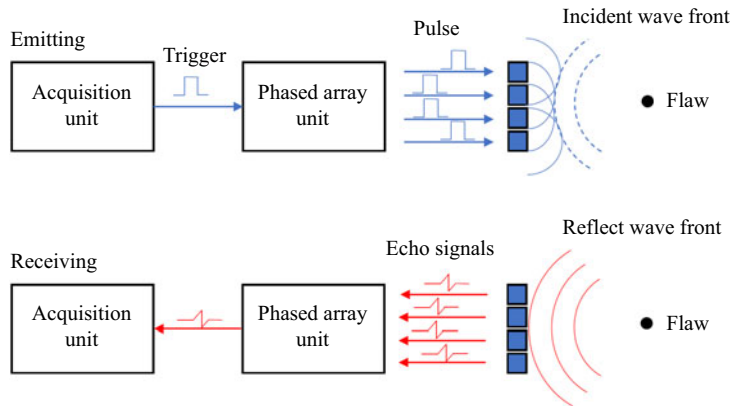 Incident wave front
Pulse
Emitting
Trigger
Acquisition
unit
Phased array
unit
Flaw
Reflect wave front
Echo signals
Receiving
Acquisition
unit
Phased array
unit
Flaw